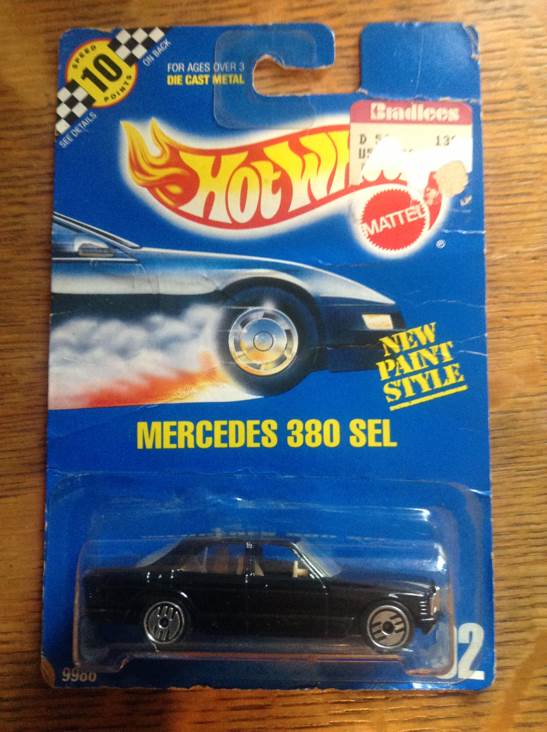 10
SPEED
POINTS
ON BACK
SEE DETAILS
FOR AGES OVER 3
DIE CAST METAL
Bradlees
HOT
MATTEL
®
NEW
PAINT
STYLE
MERCEDES 380 SEL